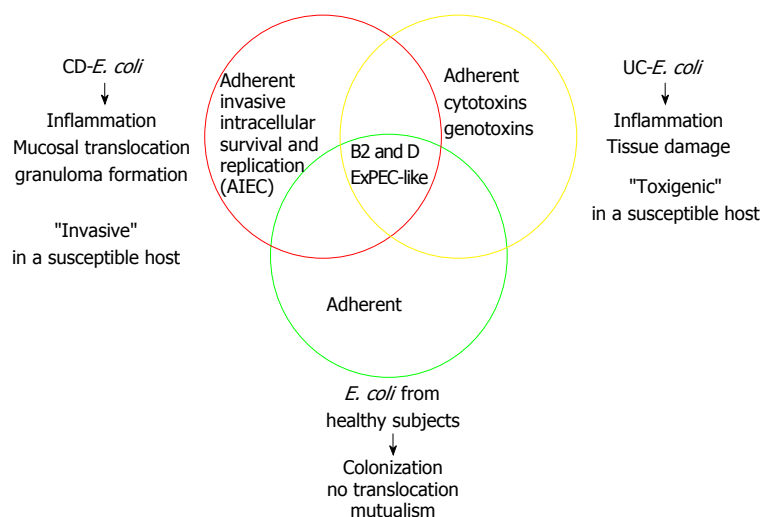 CD-E. coli
Inflammation
Mucosal translocation
granuloma formation
"Invasive"
in a susceptible host
Adherent
invasive
intracellular
survival and
replication
(AIEC)
Adherent
cytotoxins
genotoxins
B2 and D
ExPEC-like
Adherent
UC-E. coli
Inflammation
Tissue damage
"Toxigenic"
in a susceptible host
E. coli from
healthy subjects
Colonization
no translocation
mutualism